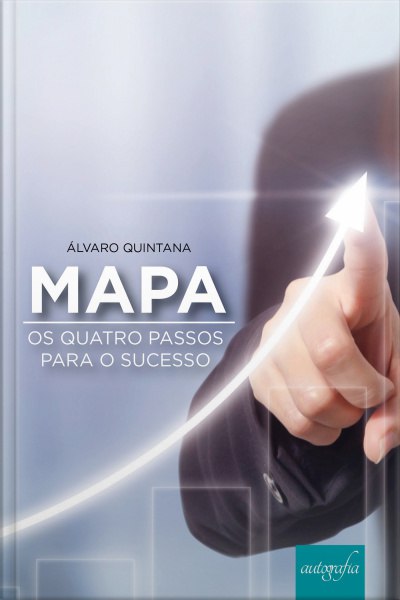 ÁLVARO QUINTANA
MAPA
OS QUATRO PASSOS
PARA O SUCESSO
autografia